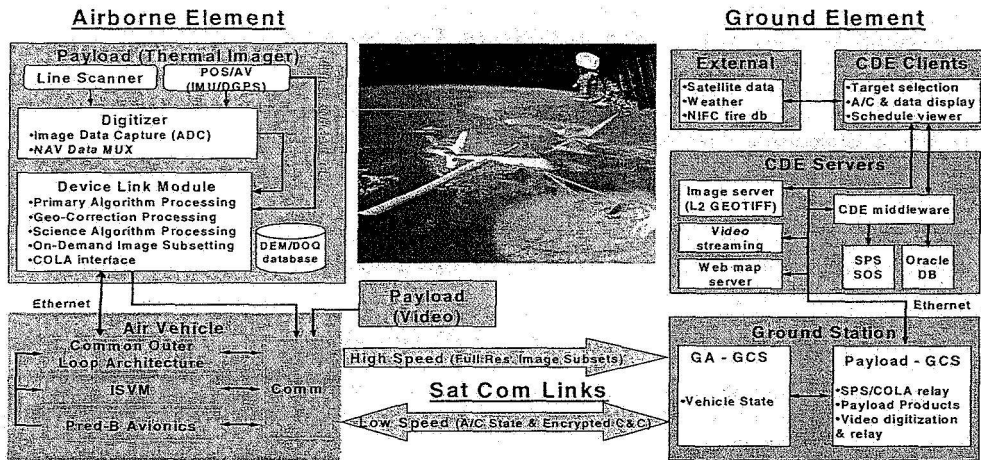 Airborne Element
Payload (Thermal Imager)
Line Scanner
POS/AV
(IMU/DGPS)
Digitizer
•Image Data Capture (ADC)
•NAV Data MUX
Device Link Module
•Primary Algorithm Processing
•Geo-Correction Processing
•Science Algorithm Processing
•On-Demand Image Subsetting
•COLA interface
DEM/DOQ
database
Ethernet
Payload
(Video)
Air Vehicle
Common Outer
Loop Architecture
ISVM
Pred-B Avionics
Comm
High Speed (Full Res. Image Subsets)
Sat Com Links
Low Speed (A/C State & Encrypted C&C)
Ground Element
External
•Satellite data
•Weather
•NIFC fire db
CDE Clients
•Target selection
•A/C & data display
•Schedule viewer
CDE Servers
Image server
(L2 GEOTIFF)
Video
streaming
Web map
server
CDE middleware
SPS
SOS
Oracle
DB
Ethernet
Ground Station
GA - GCS
•Vehicle State
Payload - GCS
•SPS/COLA relay
•Payload Products
•Video digitization
& relay